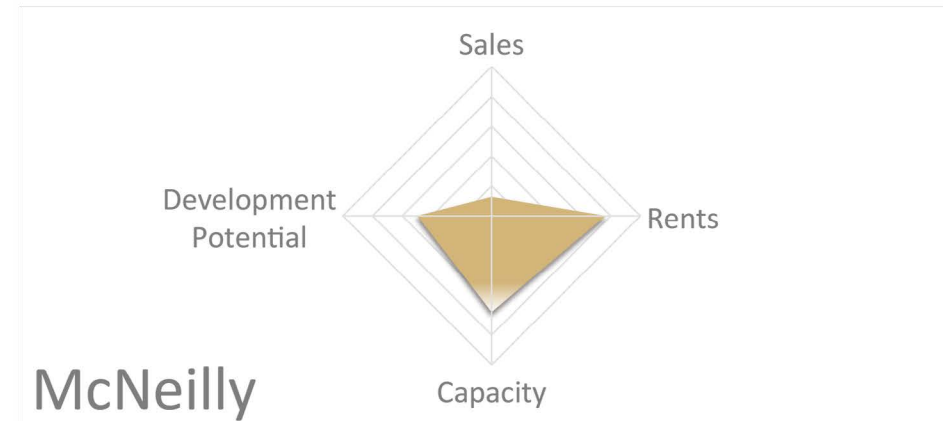 Sales
Development
Potential
Rents
Capacity
McNeilly